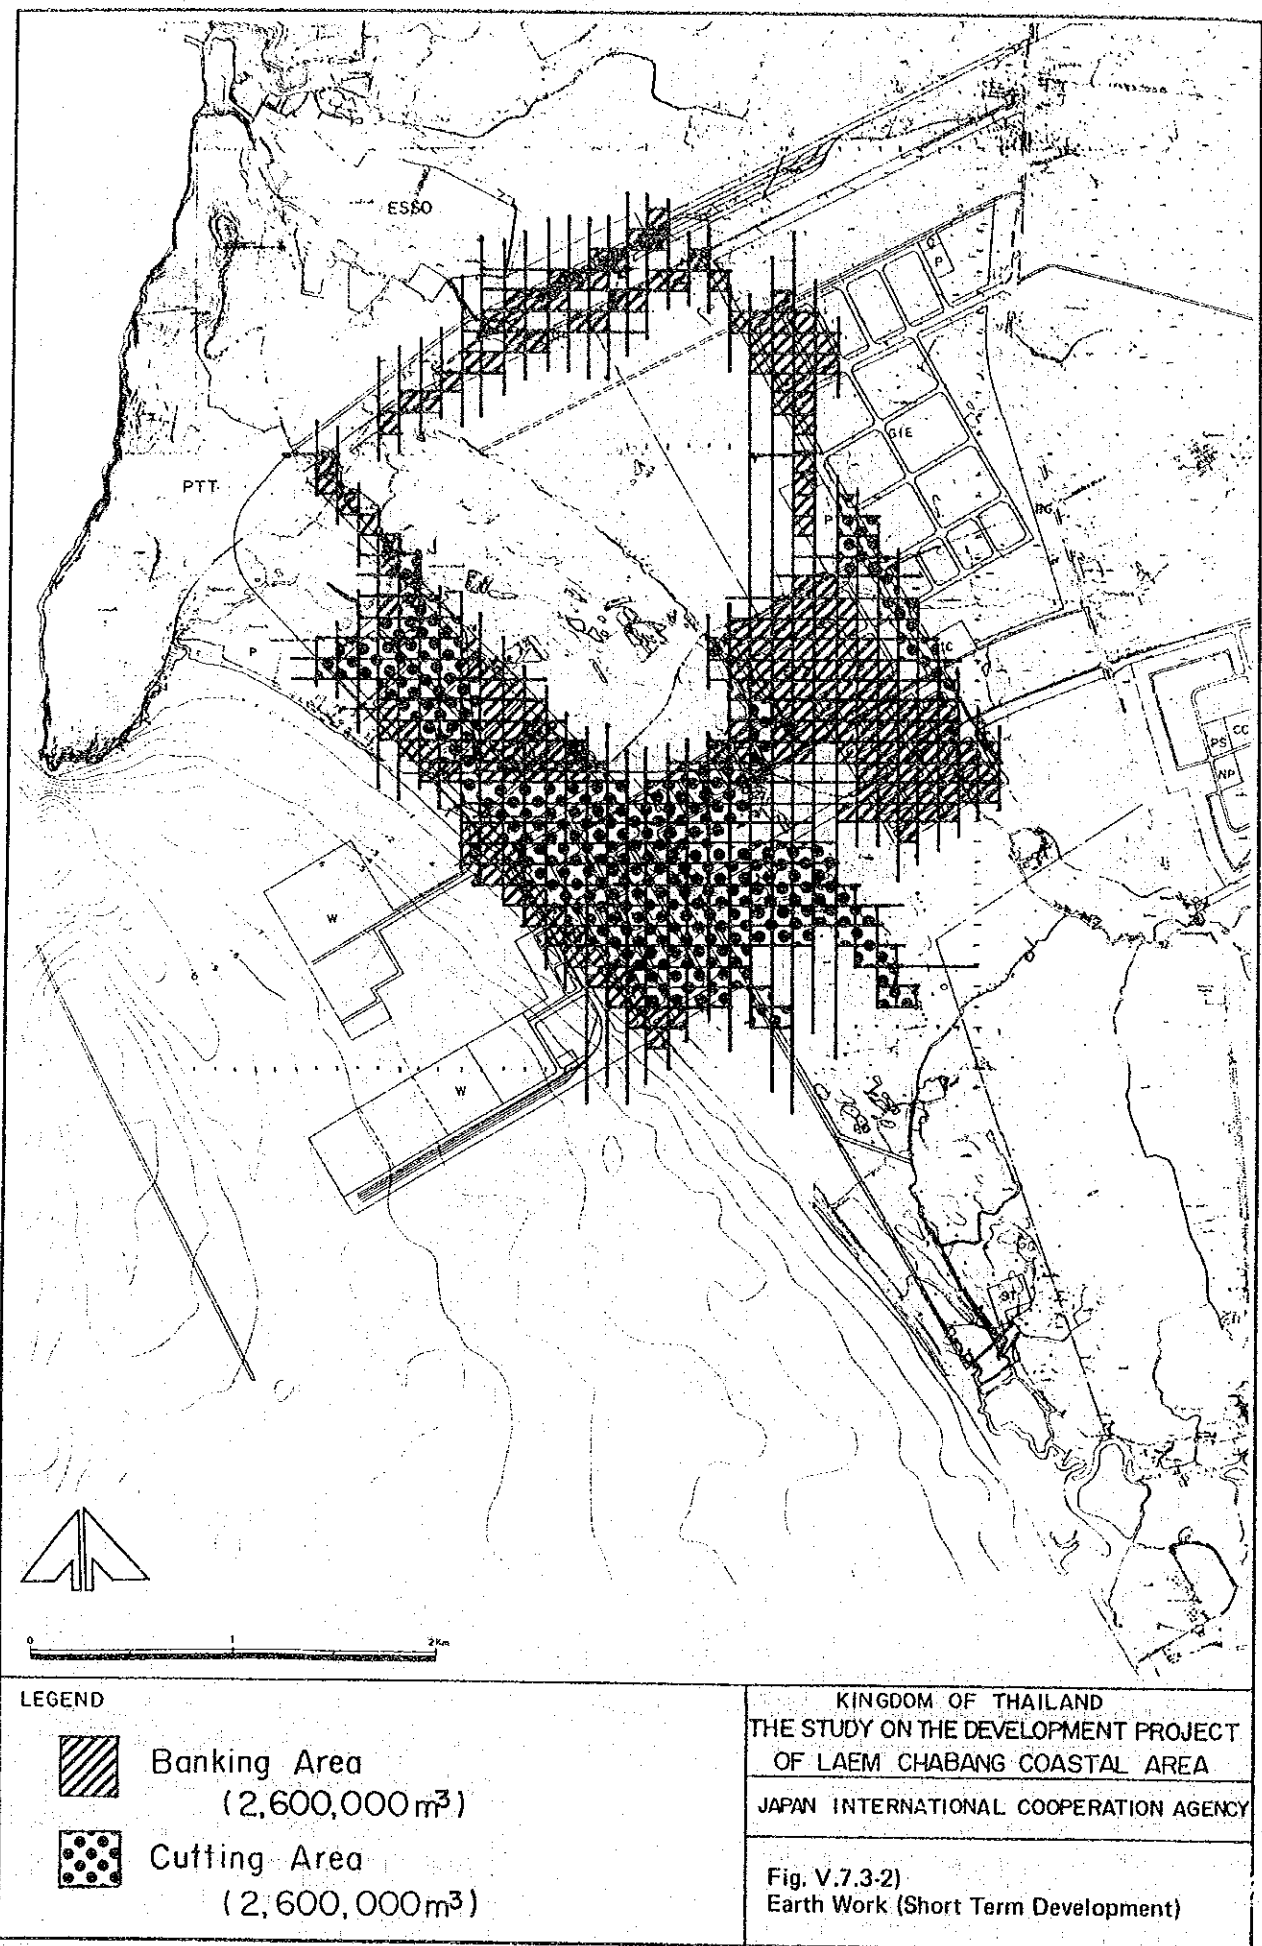 ESSO
P
GIE
PTT
P
S
P
IC
CC
PS
NP
W
W
0 1 2Km
LEGEND
Banking Area
(2,600,000m³)
Cutting Area
(2,600,000m³)
KINGDOM OF THAILAND
THE STUDY ON THE DEVELOPMENT PROJECT
OF LAEM CHABANG COASTAL AREA
JAPAN INTERNATIONAL COOPERATION AGENCY
Fig. V.7.3-2)
Earth Work (Short Term Development)